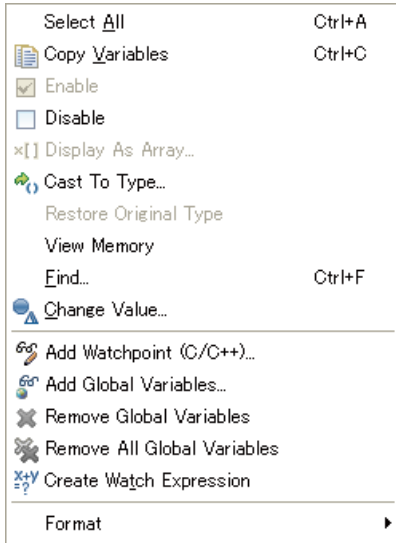 Select All Ctrl+A
Copy Variables Ctrl+C
Enable
Disable
Display As Array...
Cast To Type...
Restore Original Type
View Memory
Find... Ctrl+F
Change Value...
Add Watchpoint (C/C++)...
Add Global Variables...
Remove Global Variables
Remove All Global Variables
Create Watch Expression
Format